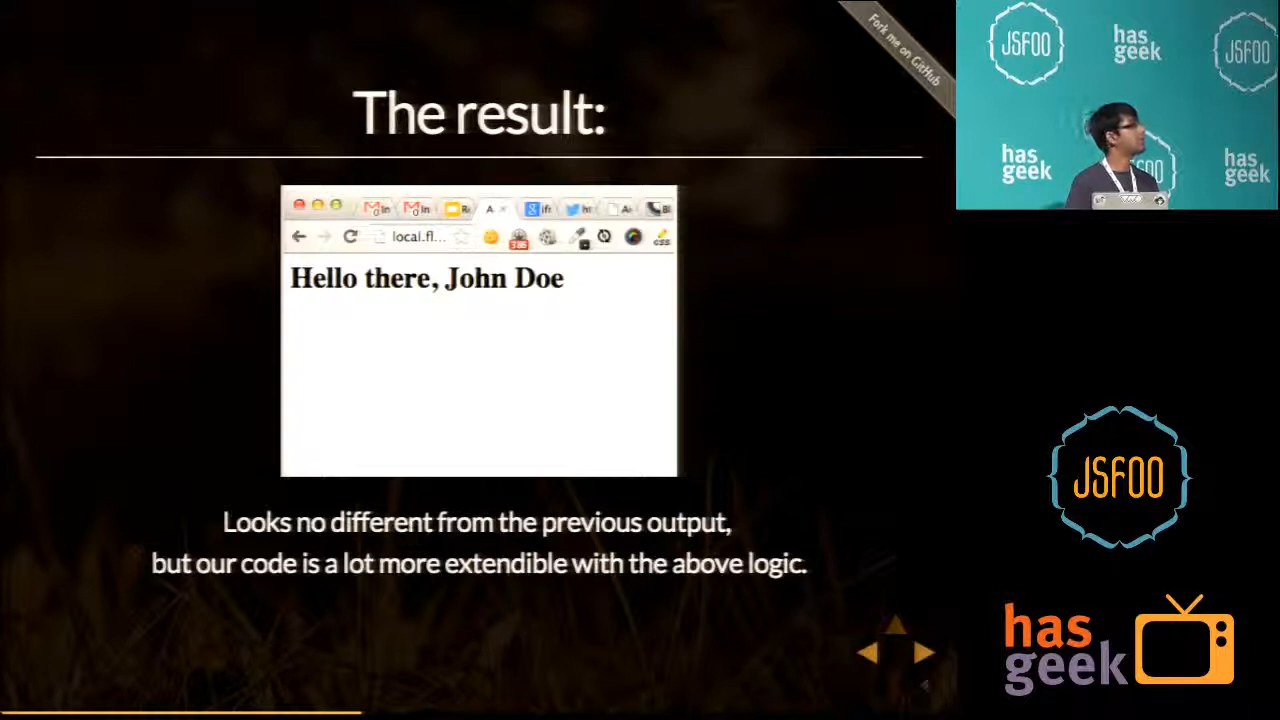 The result:
Fork me on GitHub
local.fl...
386
css
Hello there, John Doe
Looks no different from the previous output,
but our code is a lot more extendible with the above logic.
JSFOO
has
geek
has
geek
has
geek
JSFOO
has
geek